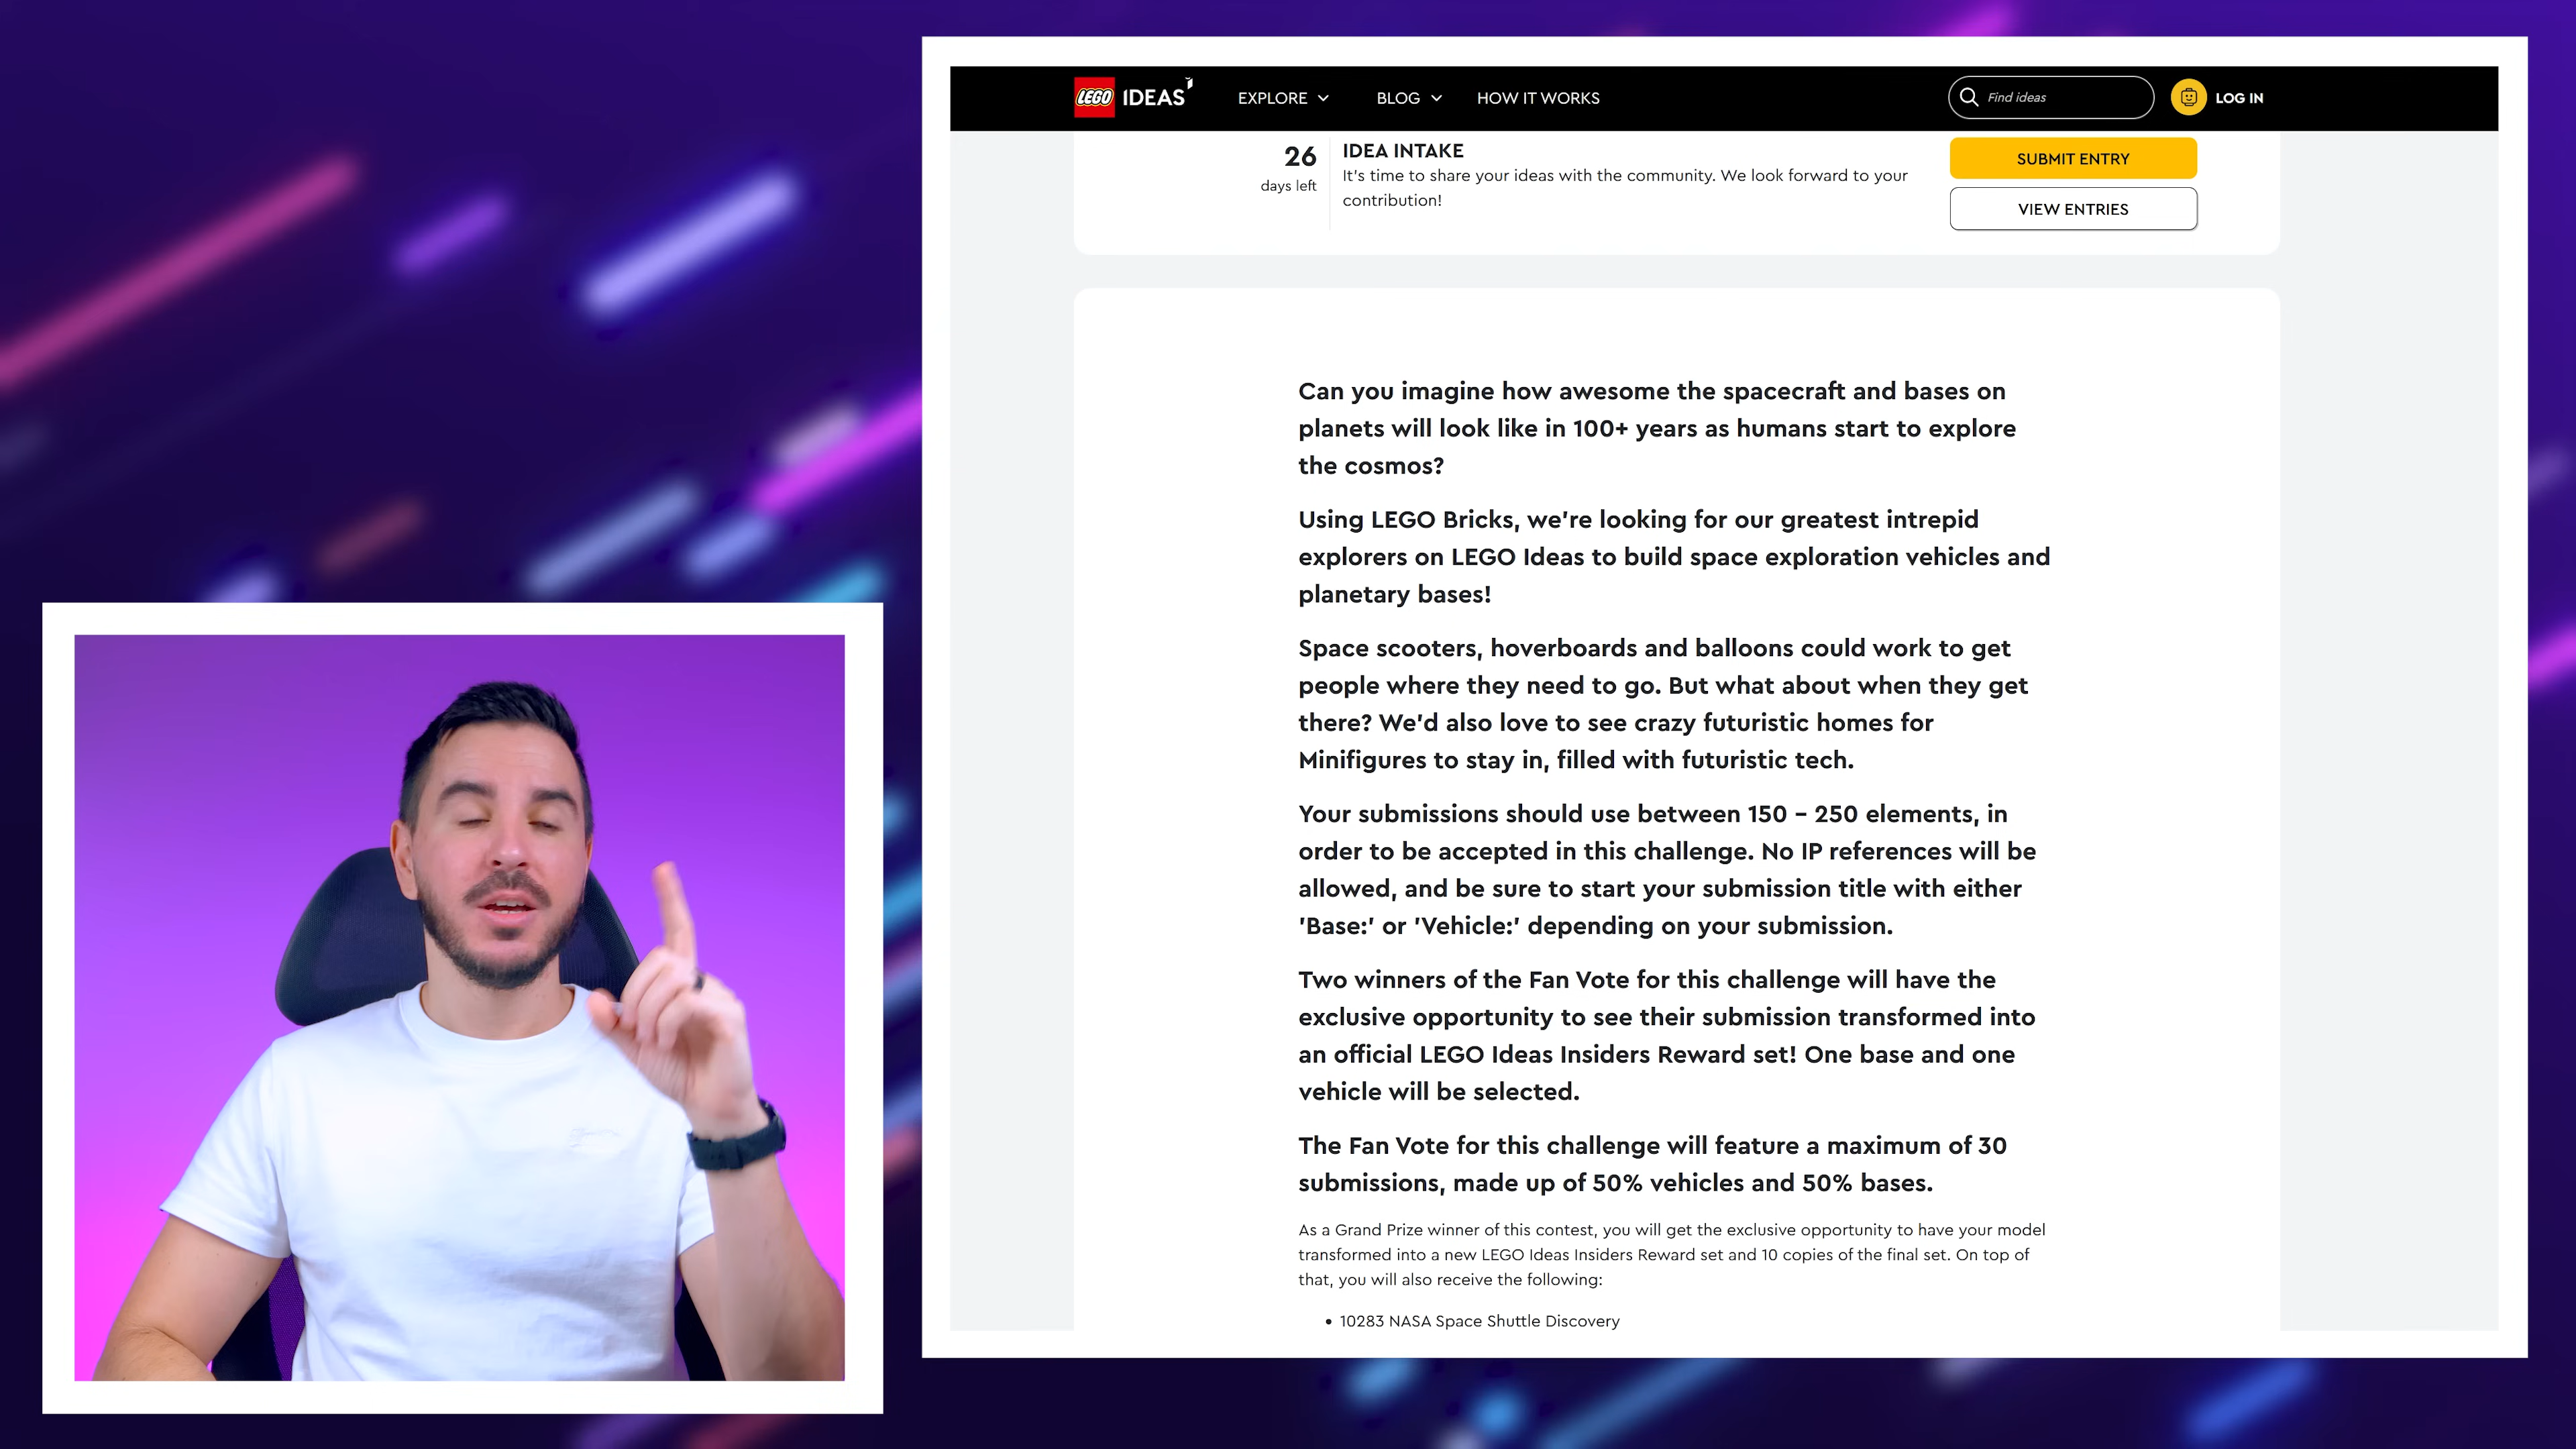 LEGO IDEAS EXPLORE BLOG HOW IT WORKS Find ideas LOG IN
26
days left
IDEA INTAKE
It's time to share your ideas with the community. We look forward to your
contribution!
SUBMIT ENTRY
VIEW ENTRIES
Can you imagine how awesome the spacecraft and bases on
planets will look like in 100+ years as humans start to explore
the cosmos?
Using LEGO Bricks, we're looking for our greatest intrepid
explorers on LEGO Ideas to build space exploration vehicles and
planetary bases!
Space scooters, hoverboards and balloons could work to get
people where they need to go. But what about when they get
there? We'd also love to see crazy futuristic homes for
Minifigures to stay in, filled with futuristic tech.
Your submissions should use between 150 – 250 elements, in
order to be accepted in this challenge. No IP references will be
allowed, and be sure to start your submission title with either
'Base:' or 'Vehicle:' depending on your submission.
Two winners of the Fan Vote for this challenge will have the
exclusive opportunity to see their submission transformed into
an official LEGO Ideas Insiders Reward set! One base and one
vehicle will be selected.
The Fan Vote for this challenge will feature a maximum of 30
submissions, made up of 50% vehicles and 50% bases.
As a Grand Prize winner of this contest, you will get the exclusive opportunity to have your model
transformed into a new LEGO Ideas Insiders Reward set and 10 copies of the final set. On top of
that, you will also receive the following:
• 10283 NASA Space Shuttle Discovery